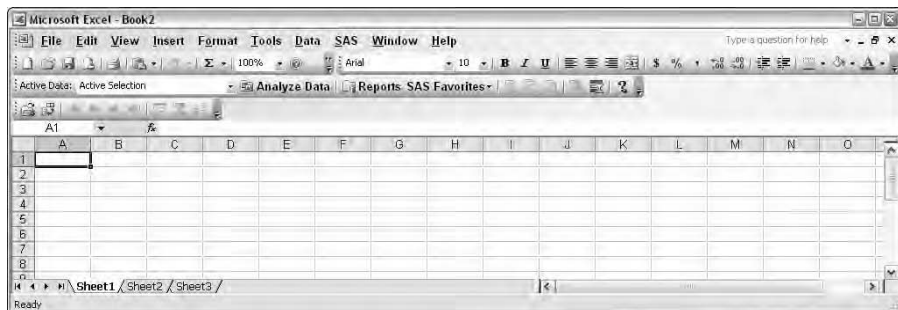 Microsoft Excel - Book2
File Edit View Insert Format Tools Data SAS Window Help Type a question for help
Σ 100% Arial 10 B I U $ % ,
Active Data: Active Selection Analyze Data Reports SAS Favorites ?
A1 fx
A B C D E F G H I J K L M N O
1
2
3
4
5
6
7
8
9
Sheet1 / Sheet2 / Sheet3 /
Ready